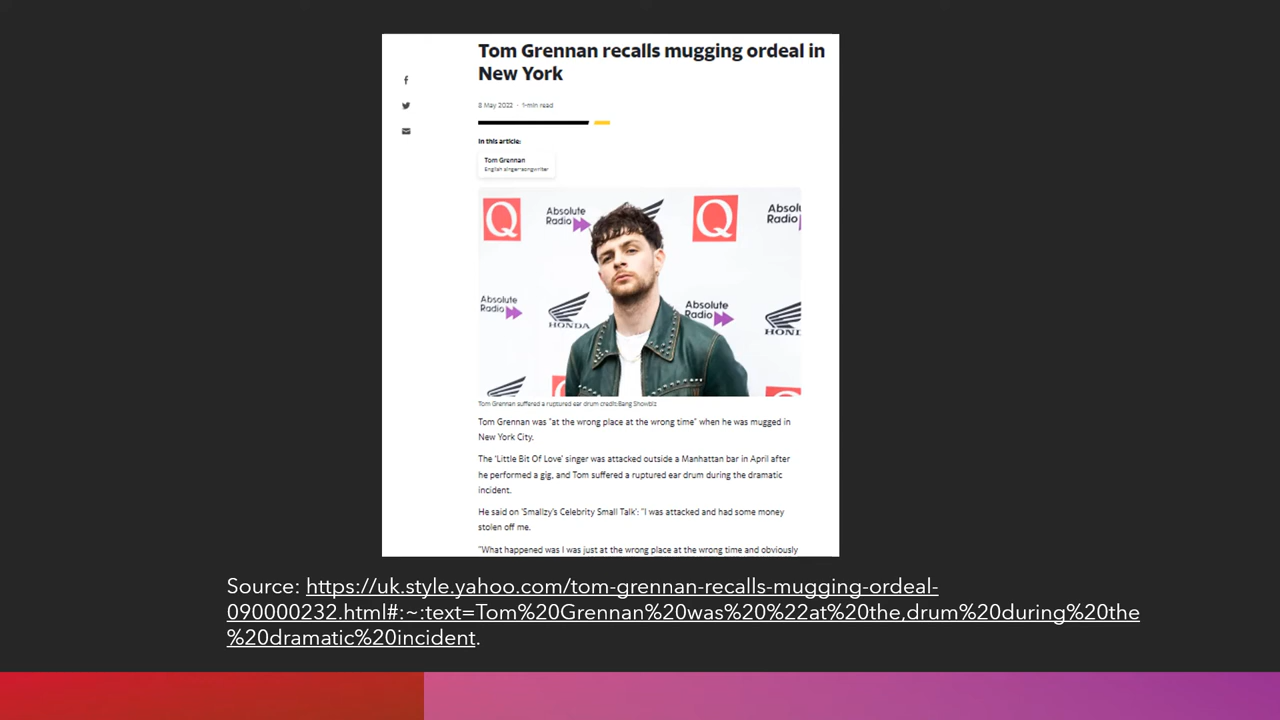 Tom Grennan recalls mugging ordeal in
New York
8 May 2022 · 1-min read
In this article:
Tom Grennan
English singer-songwriter
Q
Absolute
Radio
Q
Absolu
Radio
Absolute
Radio
HONDA
Absolute
Radio
HONDA
Tom Grennan suffered a ruptured ear drum credit:Bang Showbiz
Tom Grennan was "at the wrong place at the wrong time" when he was mugged in
New York City.
The 'Little Bit Of Love' singer was attacked outside a Manhattan bar in April after
he performed a gig, and Tom suffered a ruptured ear drum during the dramatic
incident.
He said on 'Smallzy's Celebrity Small Talk': "I was attacked and had some money
stolen off me.
"What happened was I was just at the wrong place at the wrong time and obviously
Source: https://uk.style.yahoo.com/tom-grennan-recalls-mugging-ordeal-
090000232.html#:~:text=Tom%20Grennan%20was%20%22at%20the,drum%20during%20the
%20dramatic%20incident.